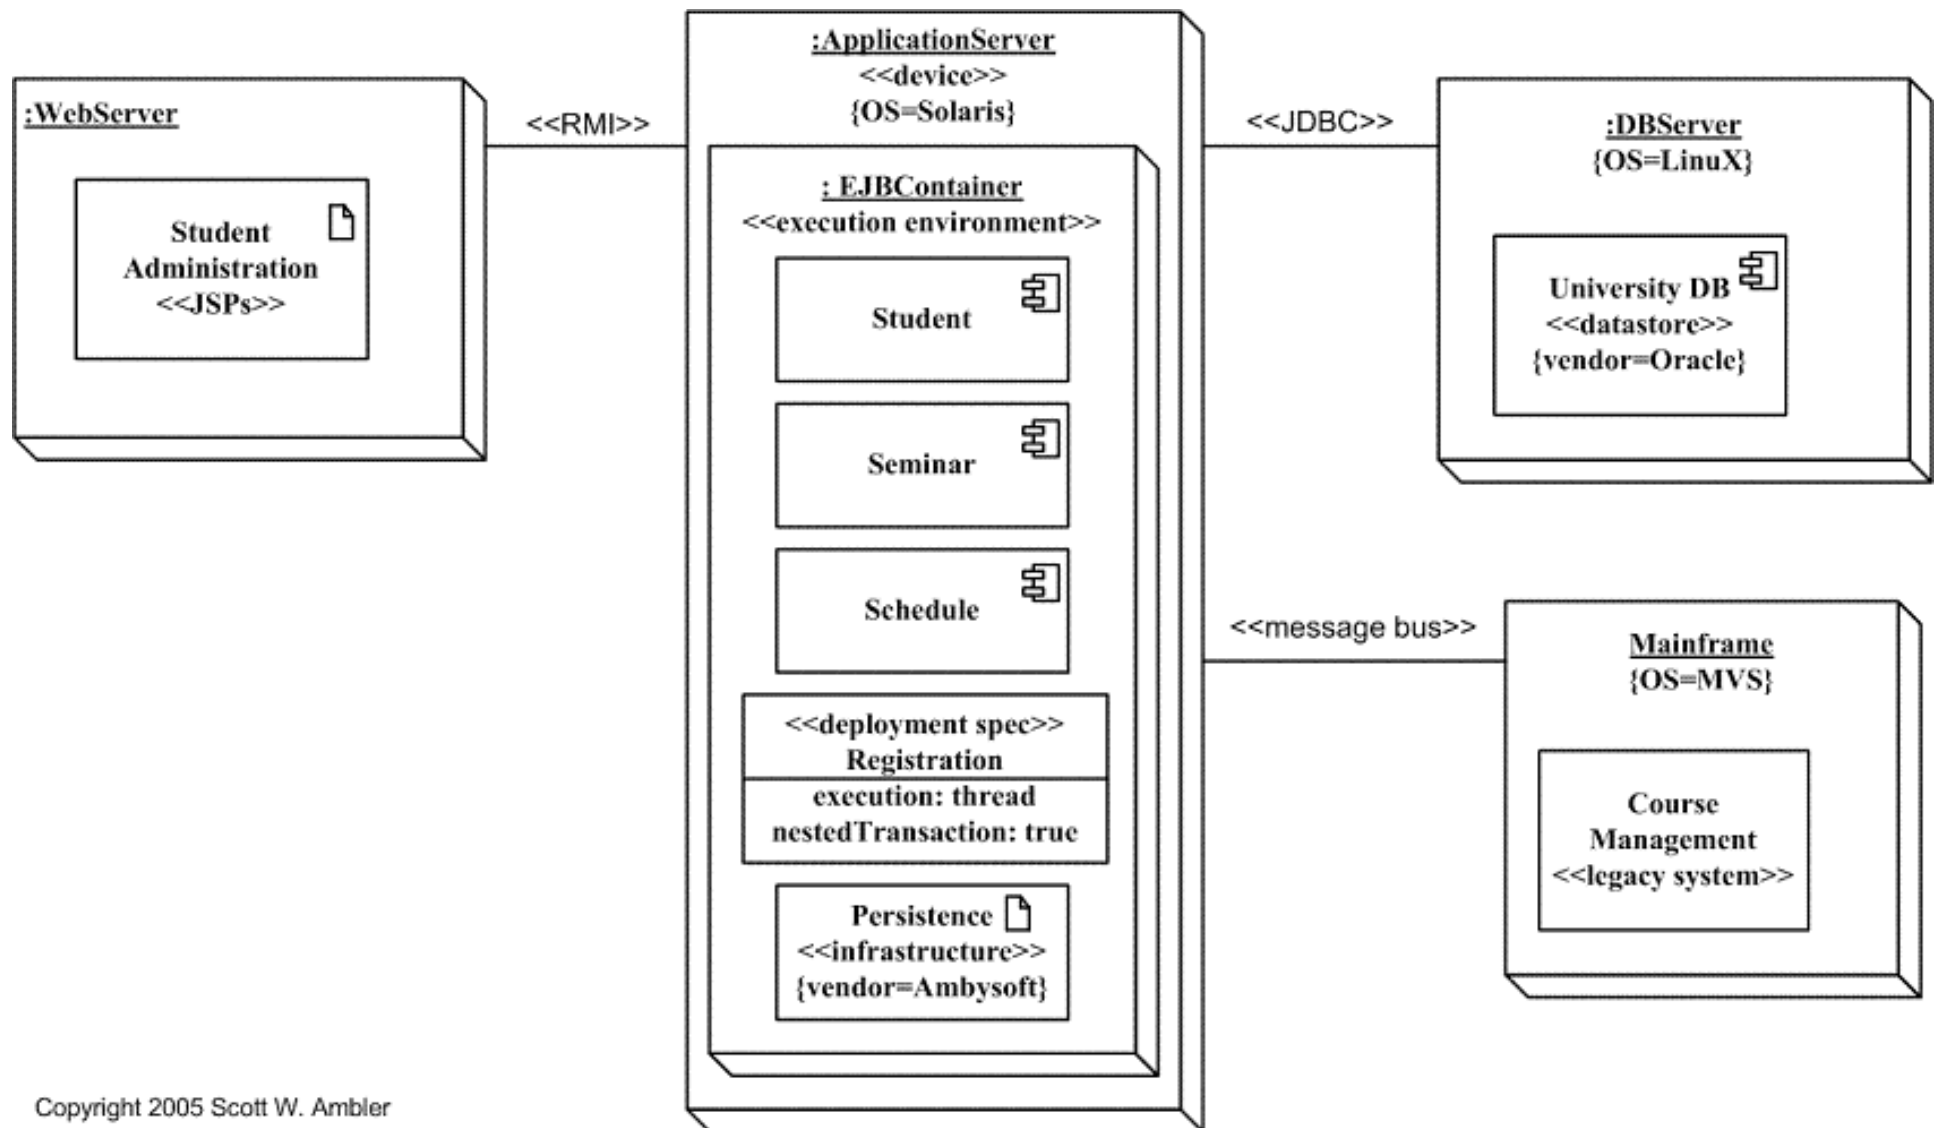 :WebServer
Student
Administration
<<JSPs>>
<<RMI>>
:ApplicationServer
<<device>>
{OS=Solaris}
: EJBContainer
<<execution environment>>
Student
Seminar
Schedule
<<deployment spec>>
Registration
execution: thread
nestedTransaction: true
Persistence
<<infrastructure>>
{vendor=Ambysoft}
<<JDBC>>
:DBServer
{OS=LinuX}
University DB
<<datastore>>
{vendor=Oracle}
<<message bus>>
Mainframe
{OS=MVS}
Course
Management
<<legacy system>>
Copyright 2005 Scott W. Ambler